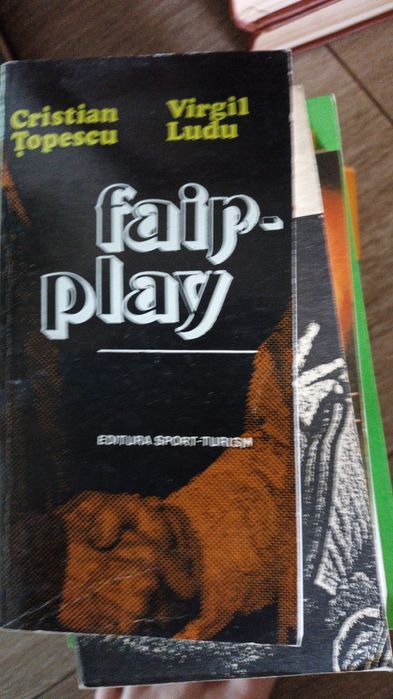 Cristian
Țopescu
Virgil
Ludu
fair-
play
EDITURA SPORT-TURISM